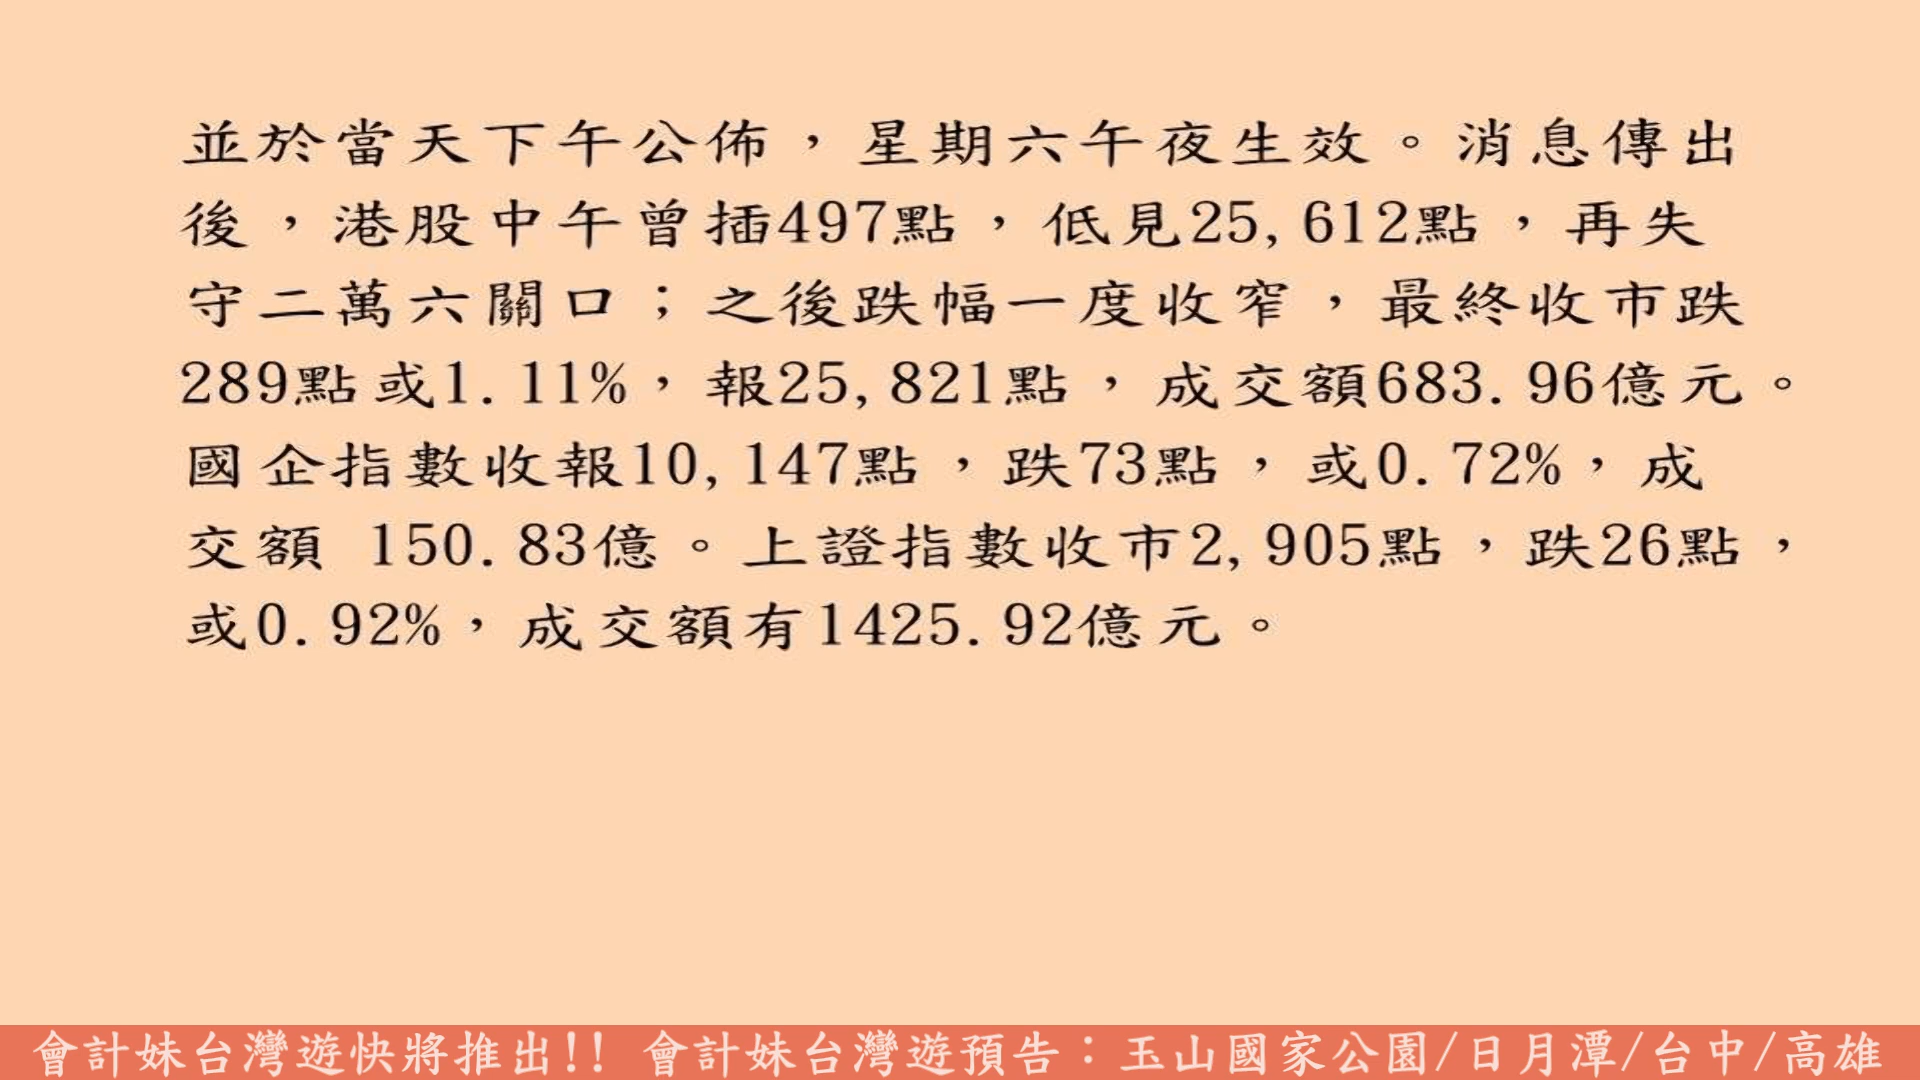 並於當天下午公佈，星期六午夜生效。消息傳出
後，港股中午曾插497點，低見25,612點，再失
守二萬六關口；之後跌幅一度收窄，最終收市跌
289點或1.11%，報25,821點，成交額683.96億元。
國企指數收報10,147點，跌73點，或0.72%，成
交額 150.83億。上證指數收市2,905點，跌26點，
或0.92%，成交額有1425.92億元。
會計妹台灣遊快將推出!! 會計妹台灣遊預告：玉山國家公園/日月潭/台中/高雄